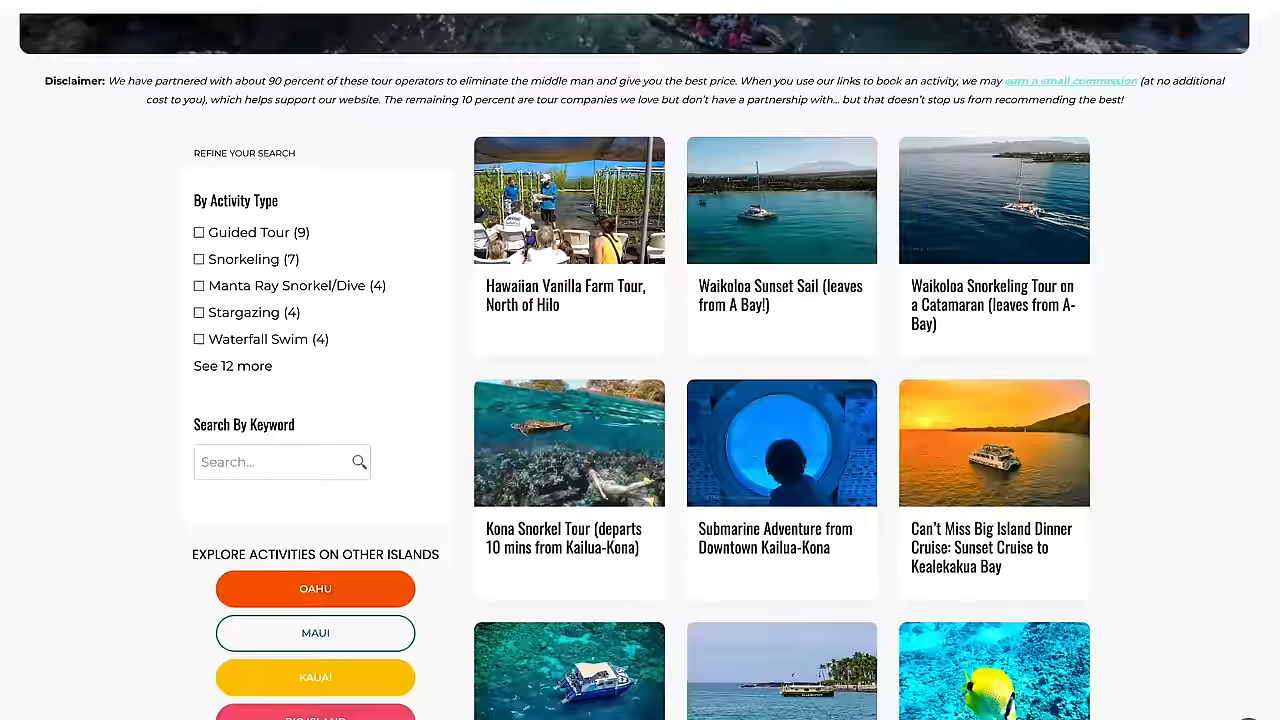 Disclaimer: We have partnered with about 90 percent of these tour operators to eliminate the middle man and give you the best price. When you use our links to book an activity, we may earn a small commission (at no additional
cost to you), which helps support our website. The remaining 10 percent are tour companies we love but don't have a partnership with... but that doesn't stop us from recommending the best!
REFINE YOUR SEARCH
By Activity Type
Guided Tour (9)
Snorkeling (7)
Manta Ray Snorkel/Dive (4)
Stargazing (4)
Waterfall Swim (4)
See 12 more
Search By Keyword
Search...
EXPLORE ACTIVITIES ON OTHER ISLANDS
OAHU
MAUI
KAUAI
BIG ISLAND
Hawaiian Vanilla Farm Tour,
North of Hilo
Waikoloa Sunset Sail (leaves
from A Bay!)
Waikoloa Snorkeling Tour on
a Catamaran (leaves from A-
Bay)
Kona Snorkel Tour (departs
10 mins from Kailua-Kona)
Submarine Adventure from
Downtown Kailua-Kona
Can't Miss Big Island Dinner
Cruise: Sunset Cruise to
Kealekakua Bay